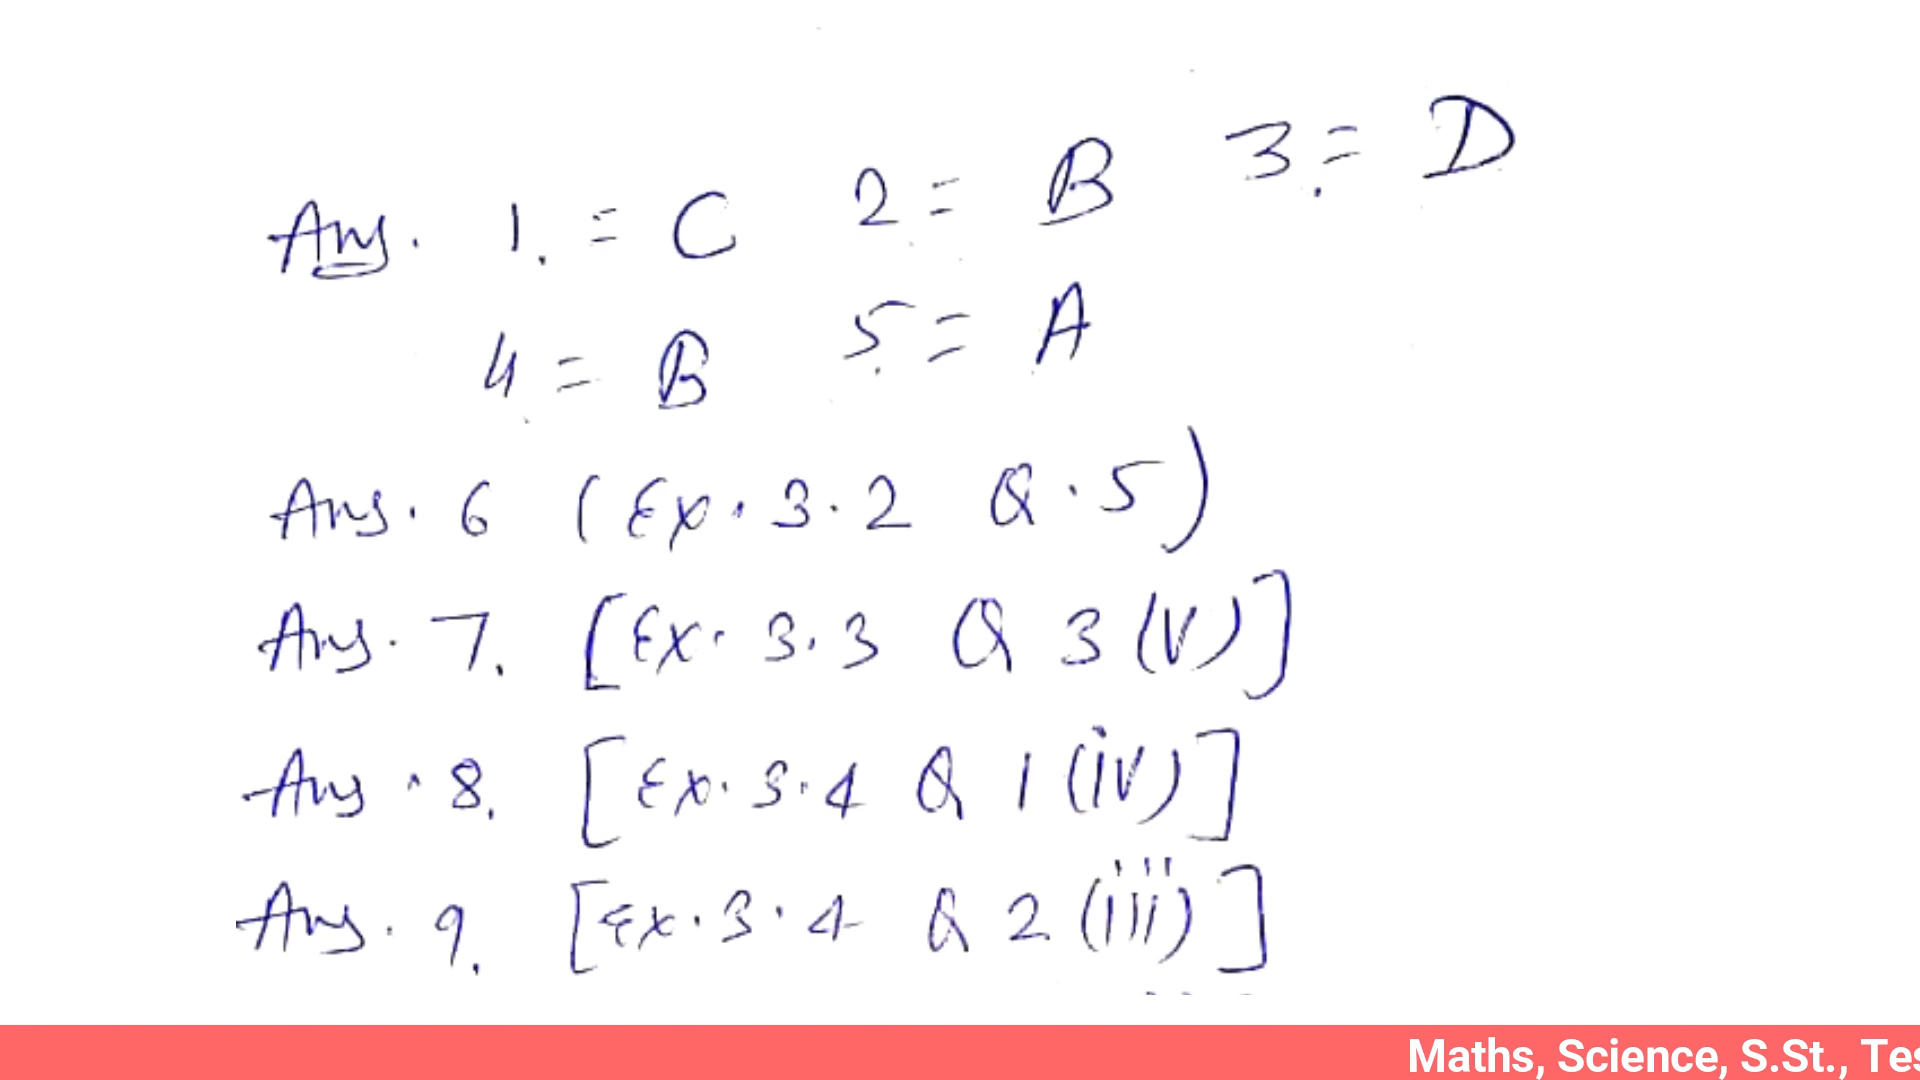 Ans. 1. = C 2 = B 3. = D
4 = B 5. = A
Ans. 6 (Ex. 3.2 Q.5)
Ans. 7. [Ex. 3.3 Q 3 (V)]
Ans. 8. [Ex. 3.4 Q 1 (iv)]
Ans. 9. [Ex. 3.4 Q 2 (iii)]
Maths, Science, S.St., Tes